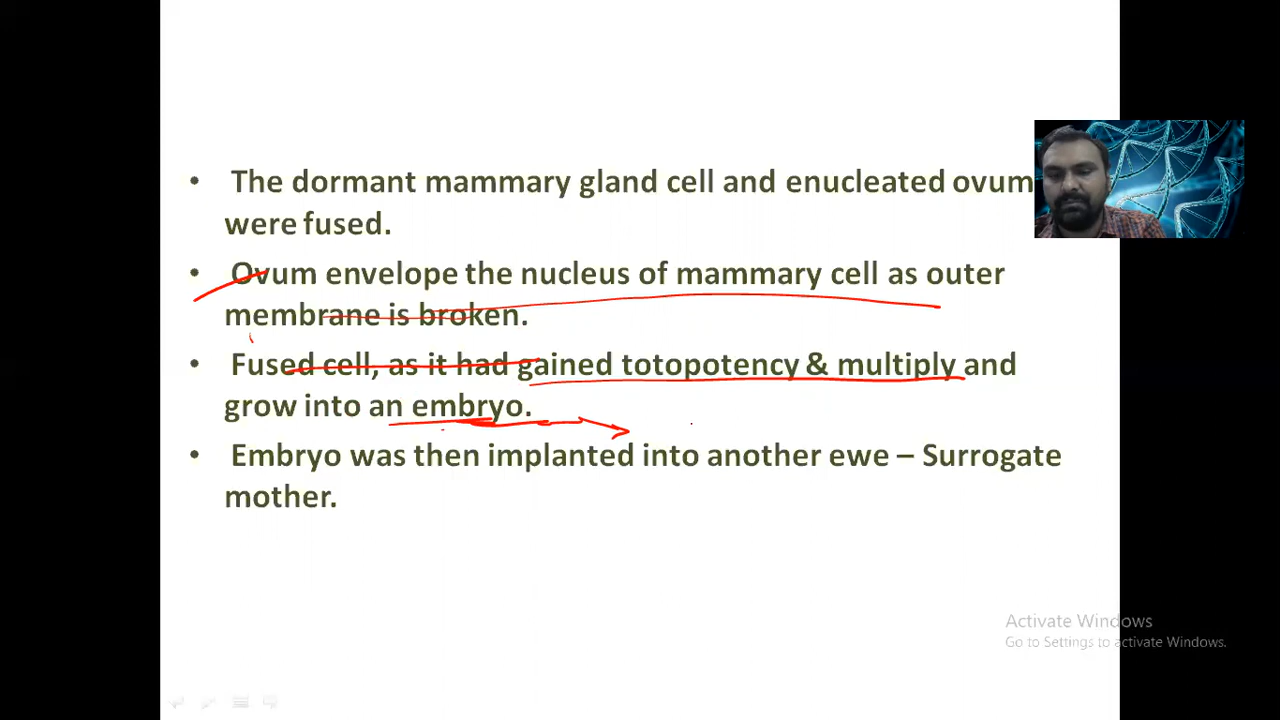 • The dormant mammary gland cell and enucleated ovum
were fused.
• Ovum envelope the nucleus of mammary cell as outer
membrane is broken.
• Fused cell, as it had gained totopotency & multiply and
grow into an embryo.
• Embryo was then implanted into another ewe – Surrogate
mother.
Activate Windows
Go to Settings to activate Windows.